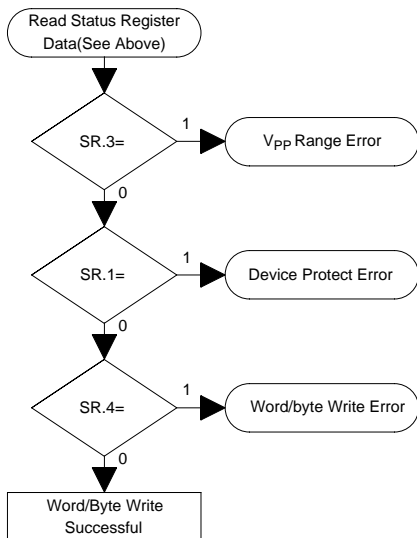 Read Status Register
Data(See Above)
SR.3=
1
VPP Range Error
0
SR.1=
1
Device Protect Error
0
SR.4=
1
Word/byte Write Error
0
Word/Byte Write
Successful